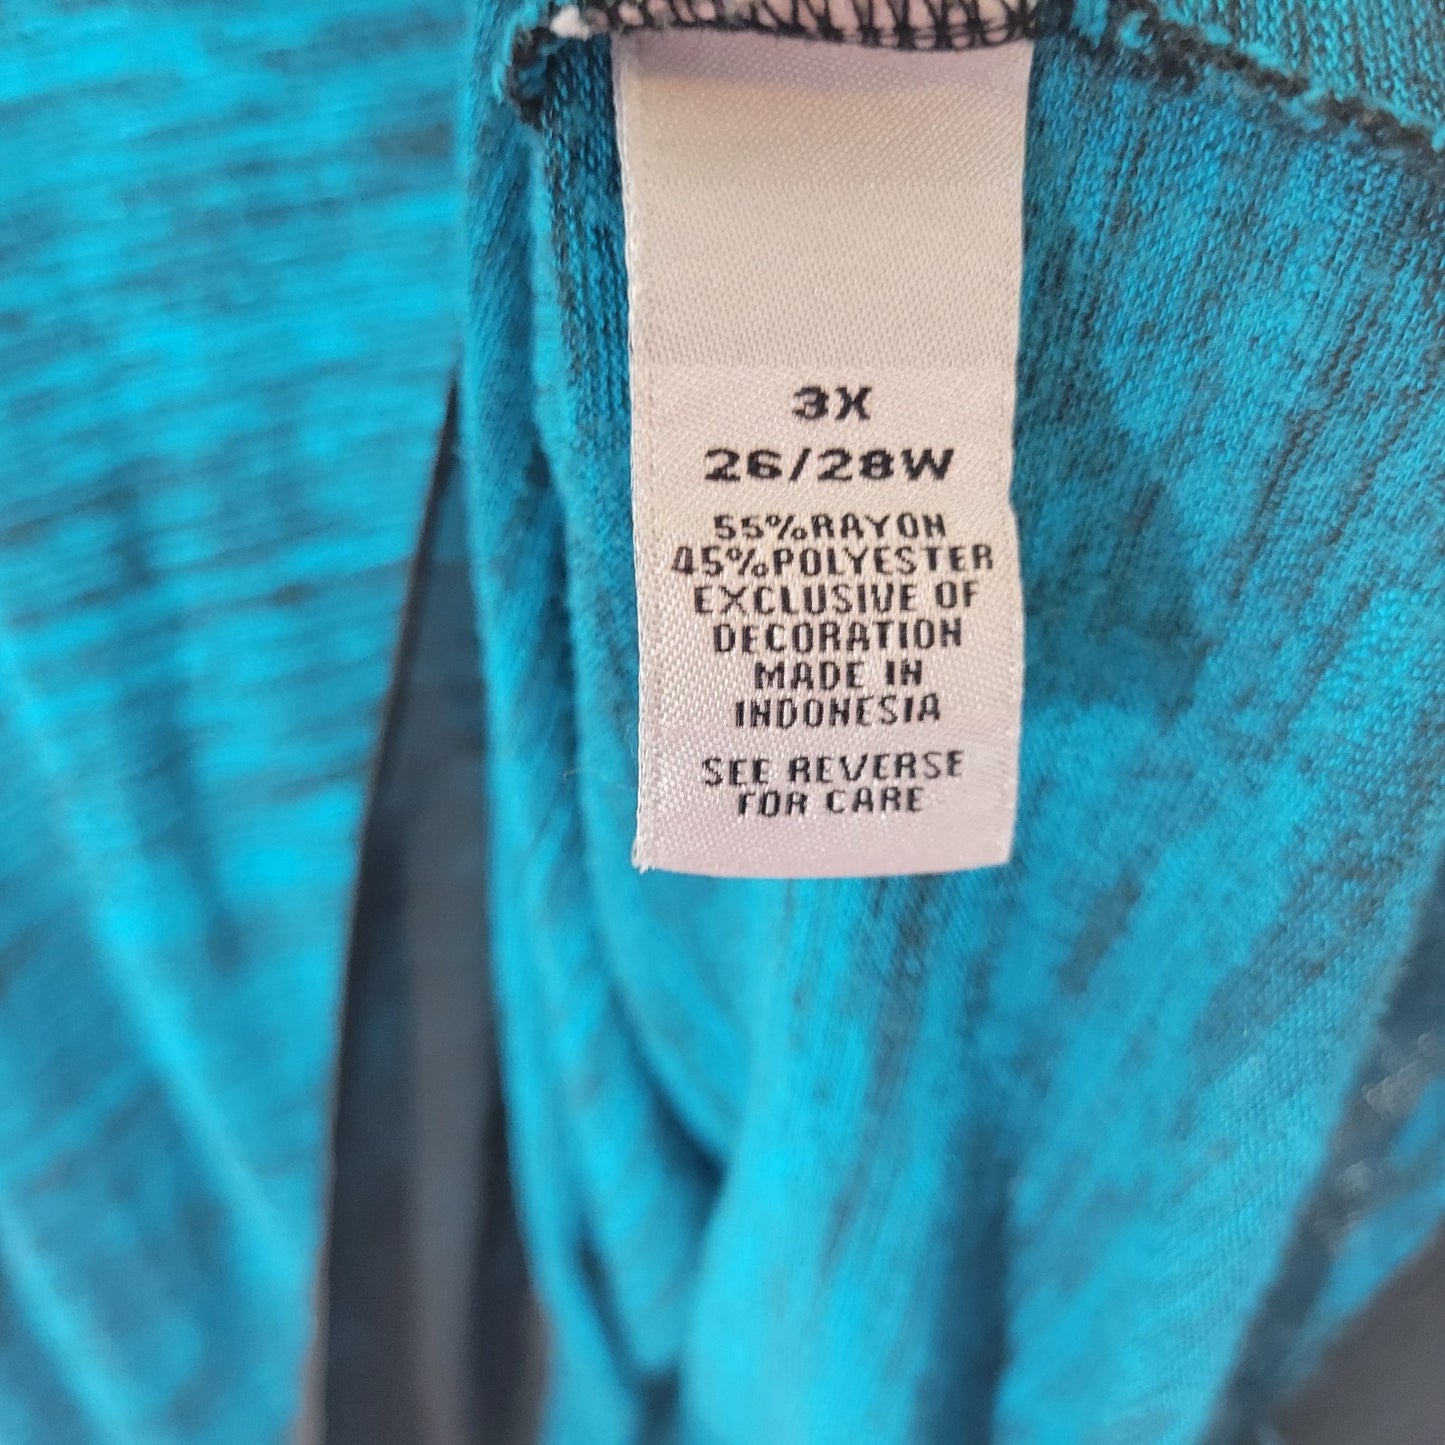 3X
26/28W
55%RAYON
45%POLYESTER
EXCLUSIVE OF
DECORATION
MADE IN
INDONESIA
SEE REVERSE
FOR CARE